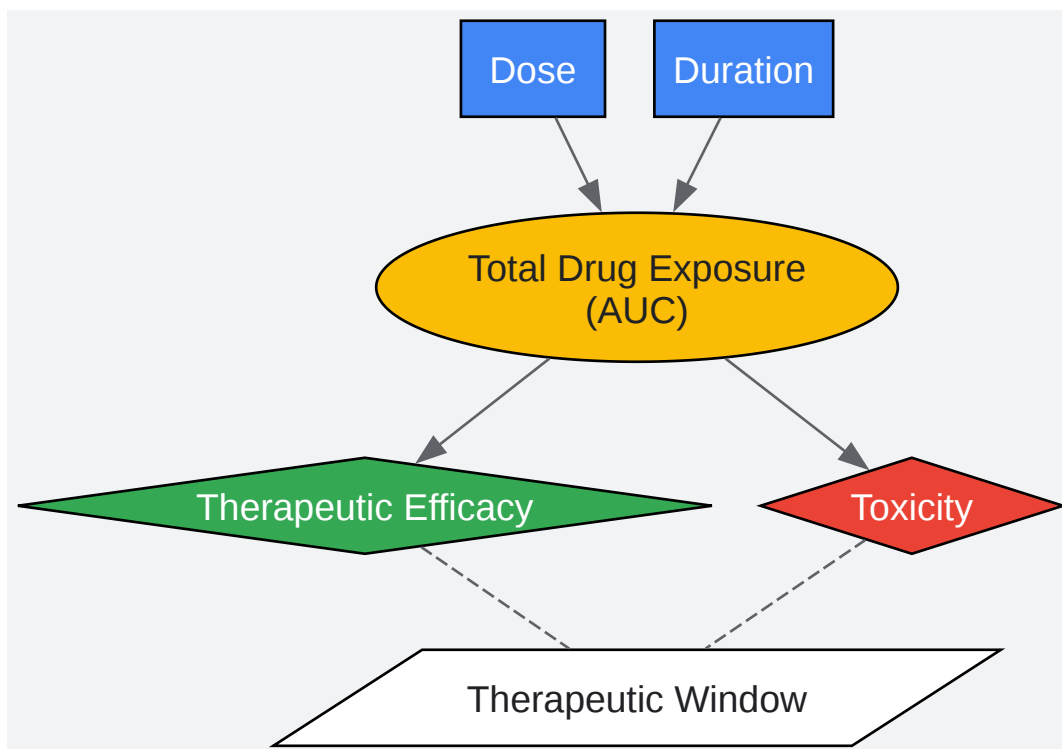 Dose
Duration
Total Drug Exposure
(AUC)
Therapeutic Efficacy
Toxicity
Therapeutic Window